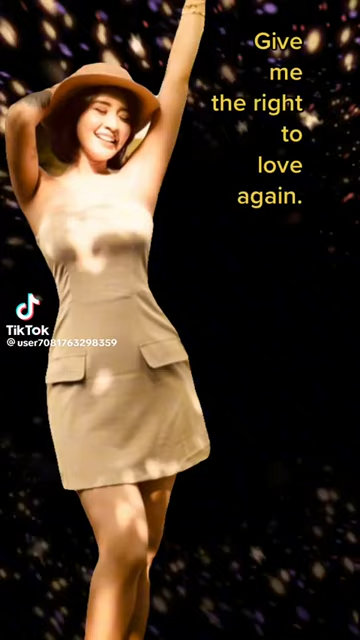 Give
me
the right
to
love
again.
TikTok
@user7081763298359